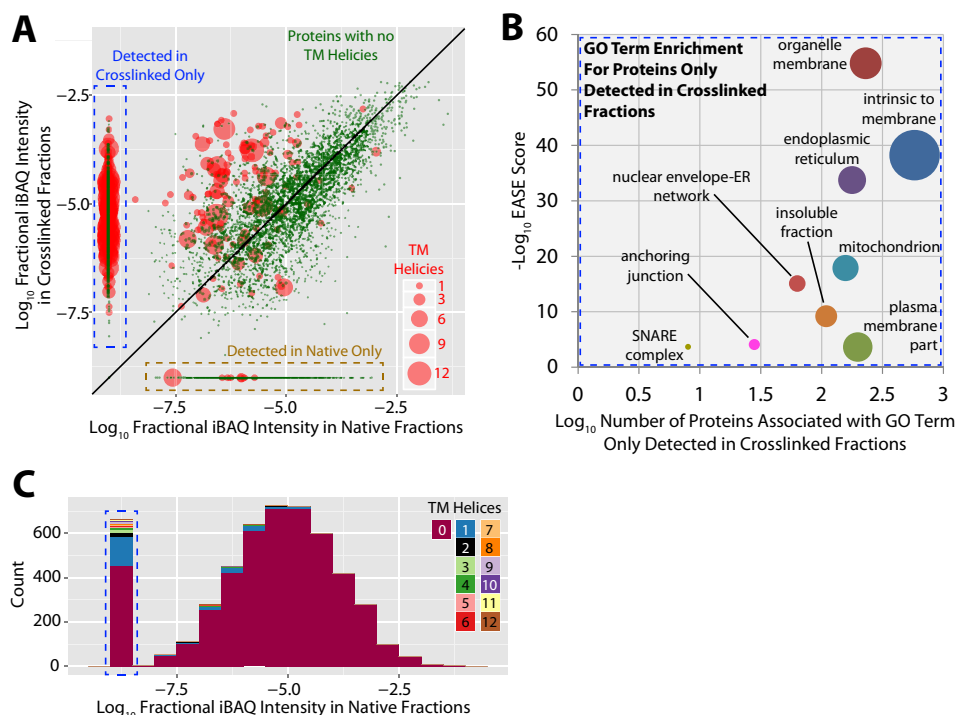 A
Detected in
Crosslinked Only
Proteins with no
TM Helicies
Log10 Fractional iBAQ Intensity
in Crosslinked Fractions
−2.5
−5.0
−7.5
TM
Helicies
1
3
6
9
12
Detected in Native Only
−7.5
−5.0
−2.5
Log10 Fractional iBAQ Intensity in Native Fractions
B
GO Term Enrichment
For Proteins Only
Detected in Crosslinked
Fractions
-Log10 EASE Score
60
50
40
30
20
10
0
organelle
membrane
intrinsic to
membrane
endoplasmic
reticulum
nuclear envelope-ER
network
insoluble
fraction
mitochondrion
anchoring
junction
plasma
membrane
part
SNARE
complex
0
0.5
1
1.5
2
2.5
3
Log10 Number of Proteins Associated with GO Term
Only Detected in Crosslinked Fractions
C
TM Helices
0 1 7
2 8
3 9
4 10
5 11
6 12
Count
600
400
200
0
−7.5
−5.0
−2.5
Log10 Fractional iBAQ Intensity in Native Fractions